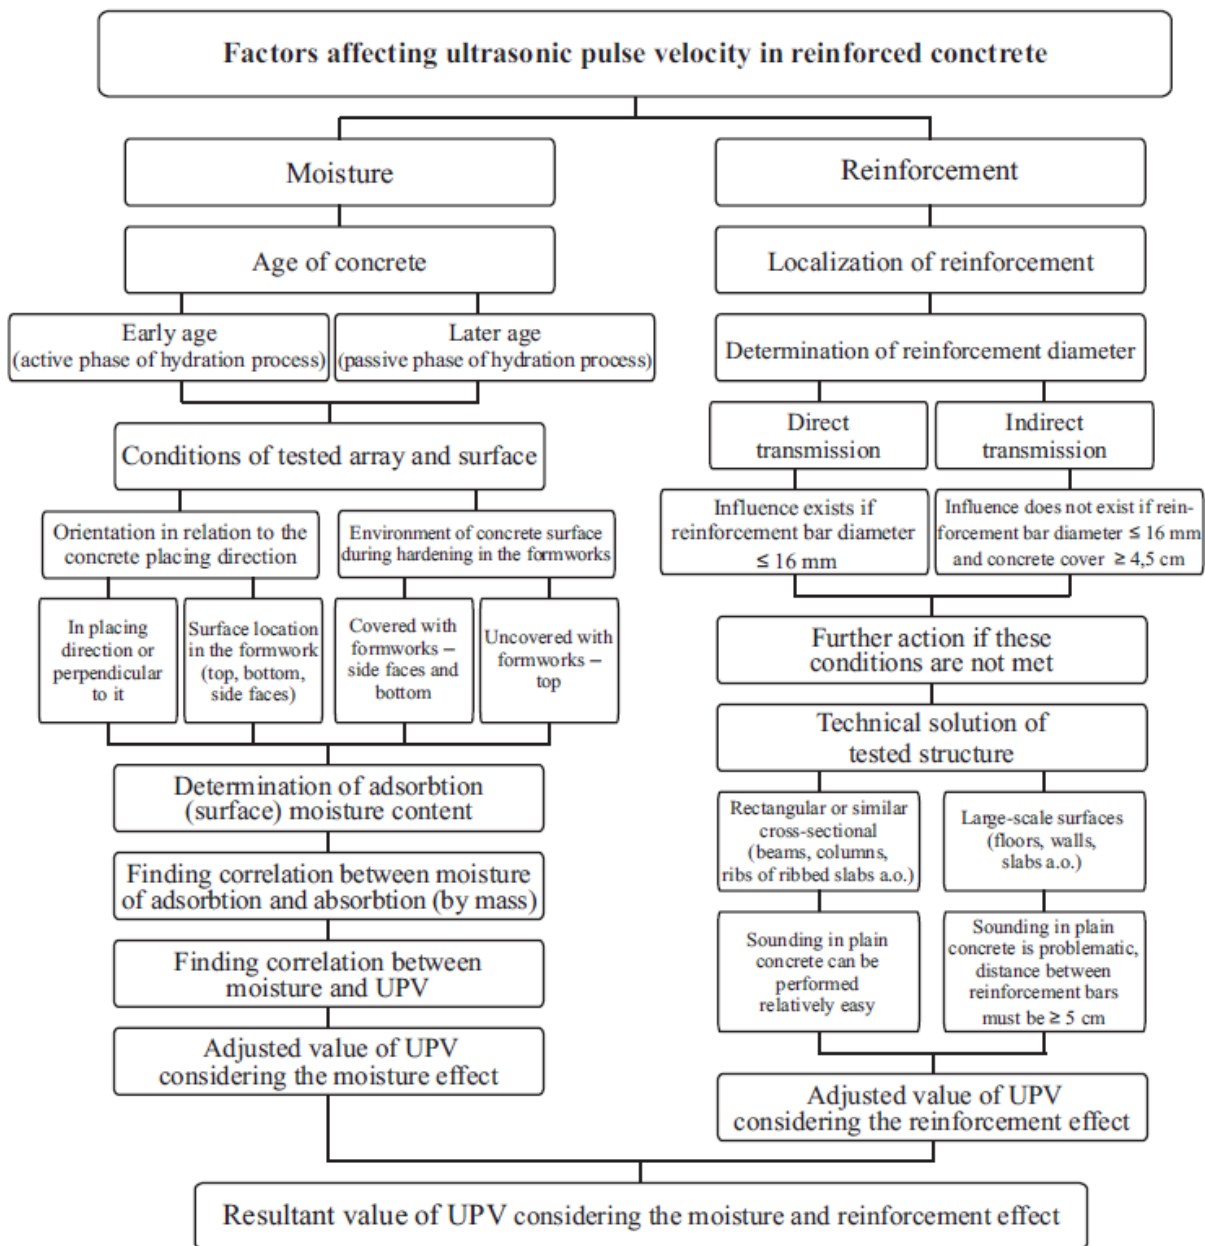 Factors affecting ultrasonic pulse velocity in reinforced conctrete
Moisture
Reinforcement
Age of concrete
Localization of reinforcement
Early age
(active phase of hydration process)
Later age
(passive phase of hydration process)
Determination of reinforcement diameter
Conditions of tested array and surface
Direct
transmission
Indirect
transmission
Orientation in relation to the
concrete placing direction
Environment of concrete surface
during hardening in the formworks
Influence exists if
reinforcement bar diameter
≤ 16 mm
Influence does not exist if rein-
forcement bar diameter ≤ 16 mm
and concrete cover ≥ 4,5 cm
In placing
direction or
perpendicular
to it
Surface location
in the formwork
(top, bottom,
side faces)
Covered with
formworks –
side faces and
bottom
Uncovered with
formworks –
top
Further action if these
conditions are not met
Technical solution of
tested structure
Determination of adsorbtion
(surface) moisture content
Rectangular or similar
cross-sectional
(beams, columns,
ribs of ribbed slabs a.o.)
Large-scale surfaces
(floors, walls,
slabs a.o.)
Finding correlation between moisture
of adsorbtion and absorbtion (by mass)
Sounding in plain
concrete can be
performed
relatively easy
Sounding in plain
concrete is problematic,
distance between
reinforcement bars
must be ≥ 5 cm
Finding correlation between
moisture and UPV
Adjusted value of UPV
considering the moisture effect
Adjusted value of UPV
considering the reinforcement effect
Resultant value of UPV considering the moisture and reinforcement effect